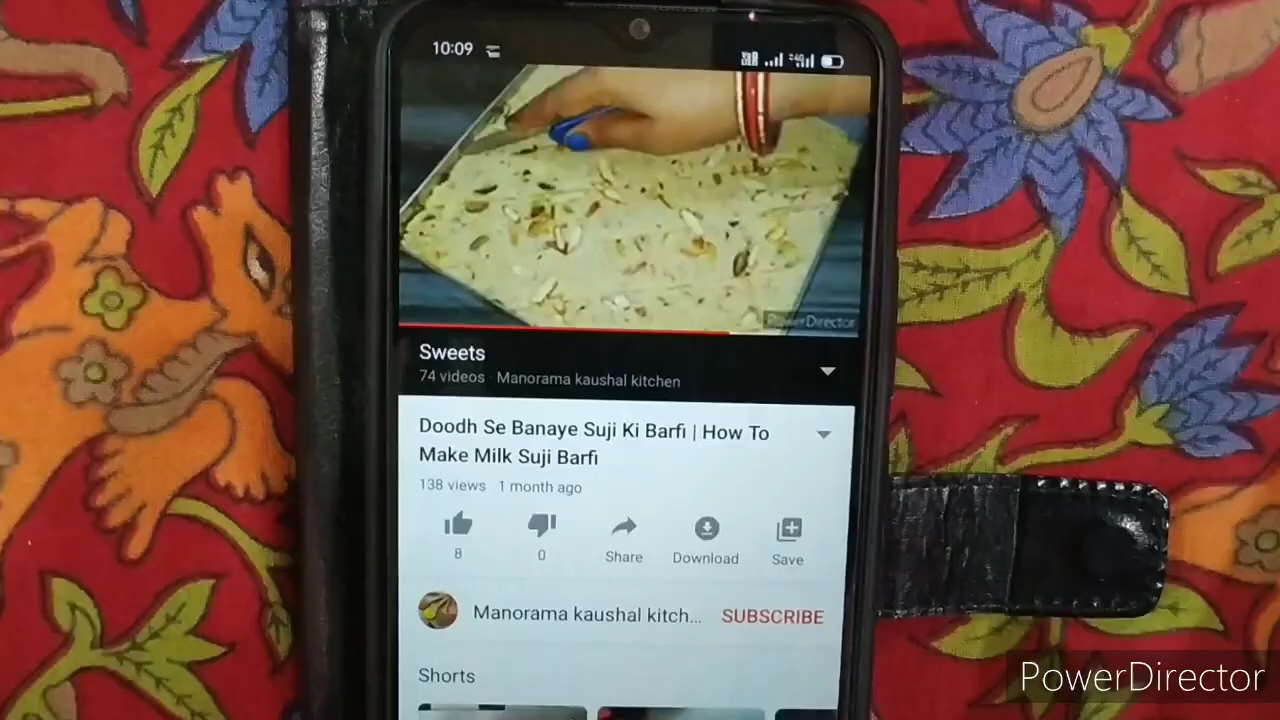 10:09
4G
PowerDirector
Sweets
74 videos · Manorama kaushal kitchen
Doodh Se Banaye Suji Ki Barfi | How To
Make Milk Suji Barfi
138 views 1 month ago
8
0
Share
Download
Save
Manorama kaushal kitch...
SUBSCRIBE
Shorts
PowerDirector